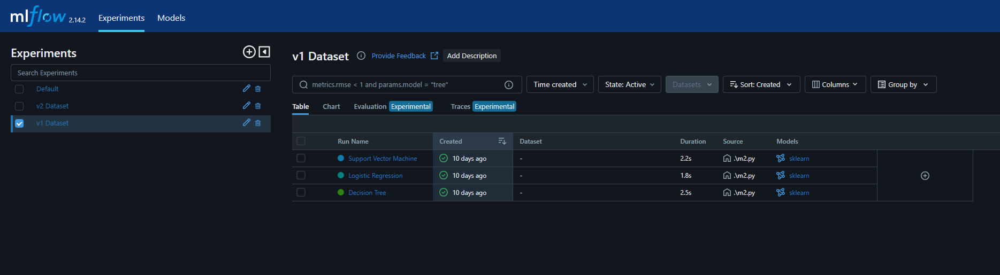 mlflow 2.14.2 Experiments Models
Experiments
Search Experiments
Default
v2 Dataset
v1 Dataset
v1 Dataset Provide Feedback Add Description
metrics.rmse < 1 and params.model = "tree" Time created State: Active Datasets Sort: Created Columns Group by
Table Chart Evaluation Experimental Traces Experimental
Run Name Created Dataset Duration Source Models
Support Vector Machine 10 days ago - 2.2s .\m2.py sklearn
Logistic Regression 10 days ago - 1.8s .\m2.py sklearn
Decision Tree 10 days ago - 2.5s .\m2.py sklearn